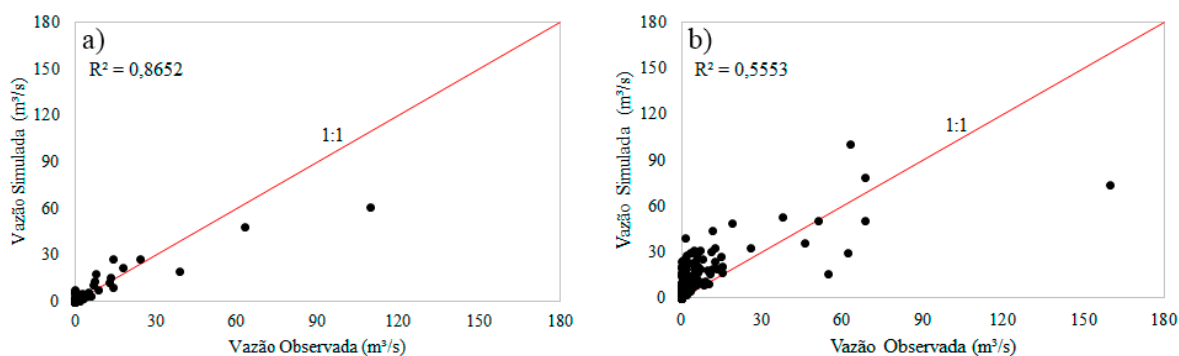 a)
R² = 0,8652
1:1
180
150
120
90
60
30
0
0 30 60 90 120 150 180
Vazão Simulada (m³/s)
Vazão Observada (m³/s)
b)
R² = 0,5553
1:1
180
150
120
90
60
30
0
0 30 60 90 120 150 180
Vazão Simulada (m³/s)
Vazão Observada (m³/s)